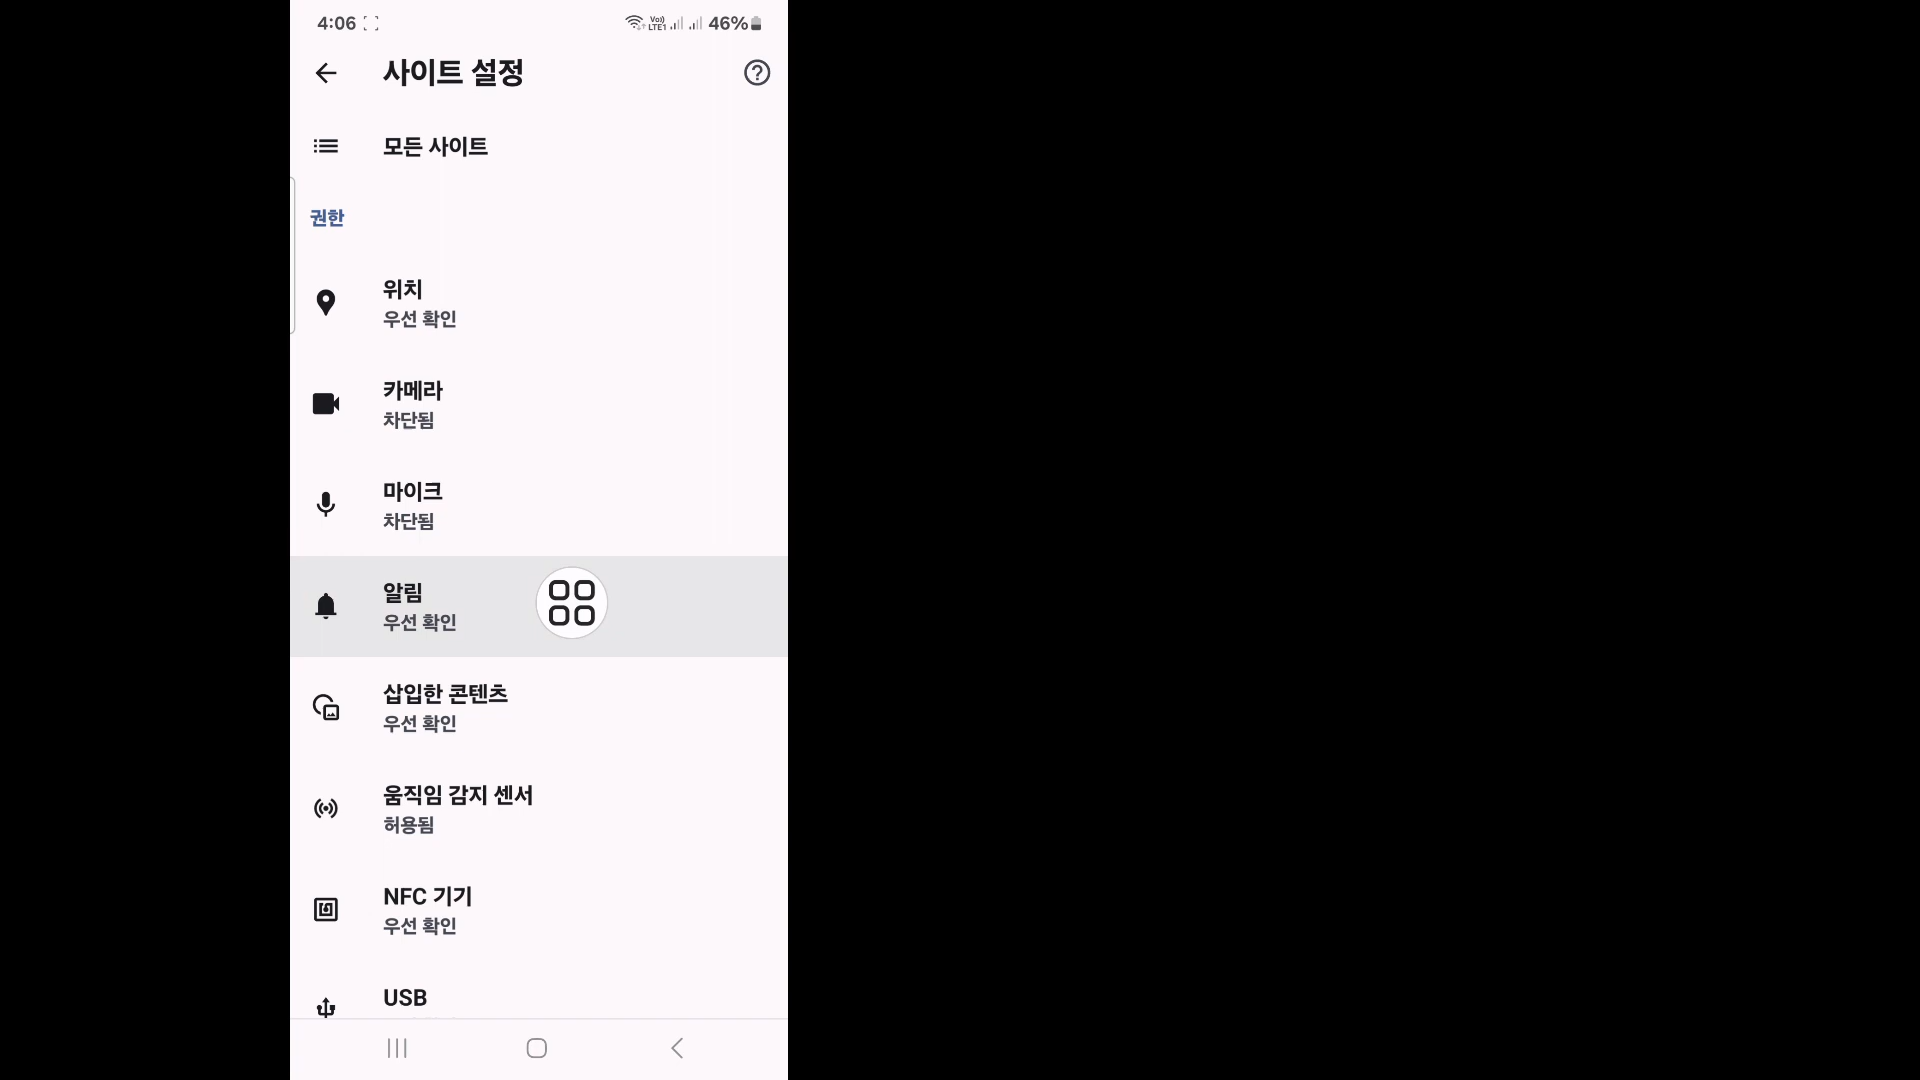 4:06 46%
사이트 설정
모든 사이트
권한
위치
우선 확인
카메라
차단됨
마이크
차단됨
알림
우선 확인
삽입한 콘텐츠
우선 확인
움직임 감지 센서
허용됨
NFC 기기
우선 확인
USB